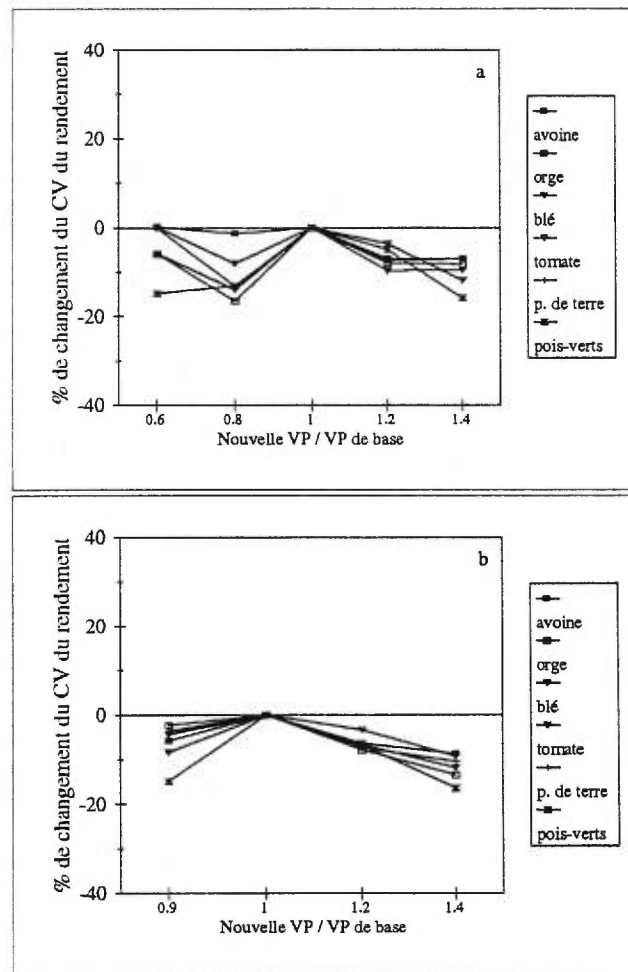 a
% de changement du CV du rendement
40
20
0
-20
-40
0.6
0.8
1
1.2
1.4
Nouvelle VP / VP de base
avoine
orge
blé
tomate
p. de terre
pois-verts
b
% de changement du CV du rendement
40
20
0
-20
-40
0.9
1
1.2
1.4
Nouvelle VP / VP de base
avoine
orge
blé
tomate
p. de terre
pois-verts